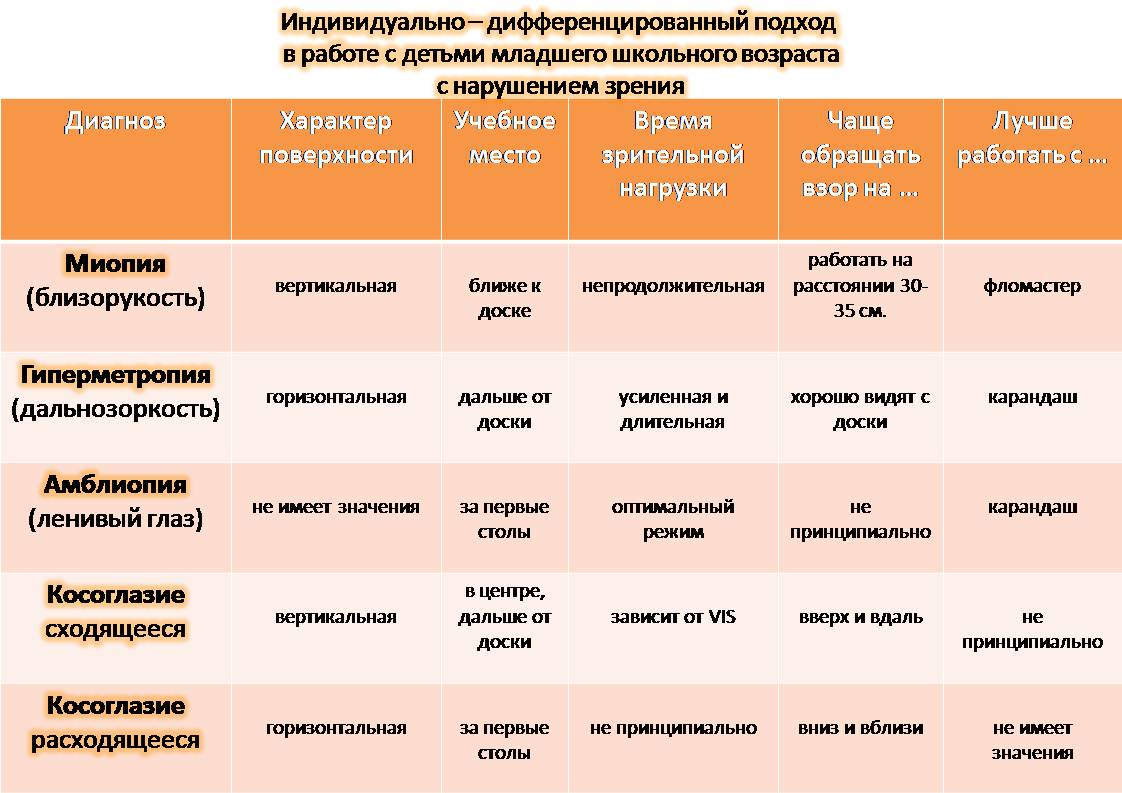 Индивидуально – дифференцированный подход
в работе с детьми младшего школьного возраста
с нарушением зрения
Диагноз
Характер
поверхности
Учебное
место
Время
зрительной
нагрузки
Чаще
обращать
взор на ...
Лучше
работать с ...
Миопия
(близорукость)
вертикальная
ближе к
доске
непродолжительная
работать на
расстоянии 30-
35 см.
фломастер
Гиперметропия
(дальнозоркость)
горизонтальная
дальше от
доски
усиленная и
длительная
хорошо видят с
доски
карандаш
Амблиопия
(ленивый глаз)
не имеет значения
за первые
столы
оптимальный
режим
не
принципиально
карандаш
Косоглазие
сходящееся
вертикальная
в центре,
дальше от
доски
зависит от VIS
вверх и вдаль
не
принципиально
Косоглазие
расходящееся
горизонтальная
за первые
столы
не принципиально
вниз и вблизи
не имеет
значения